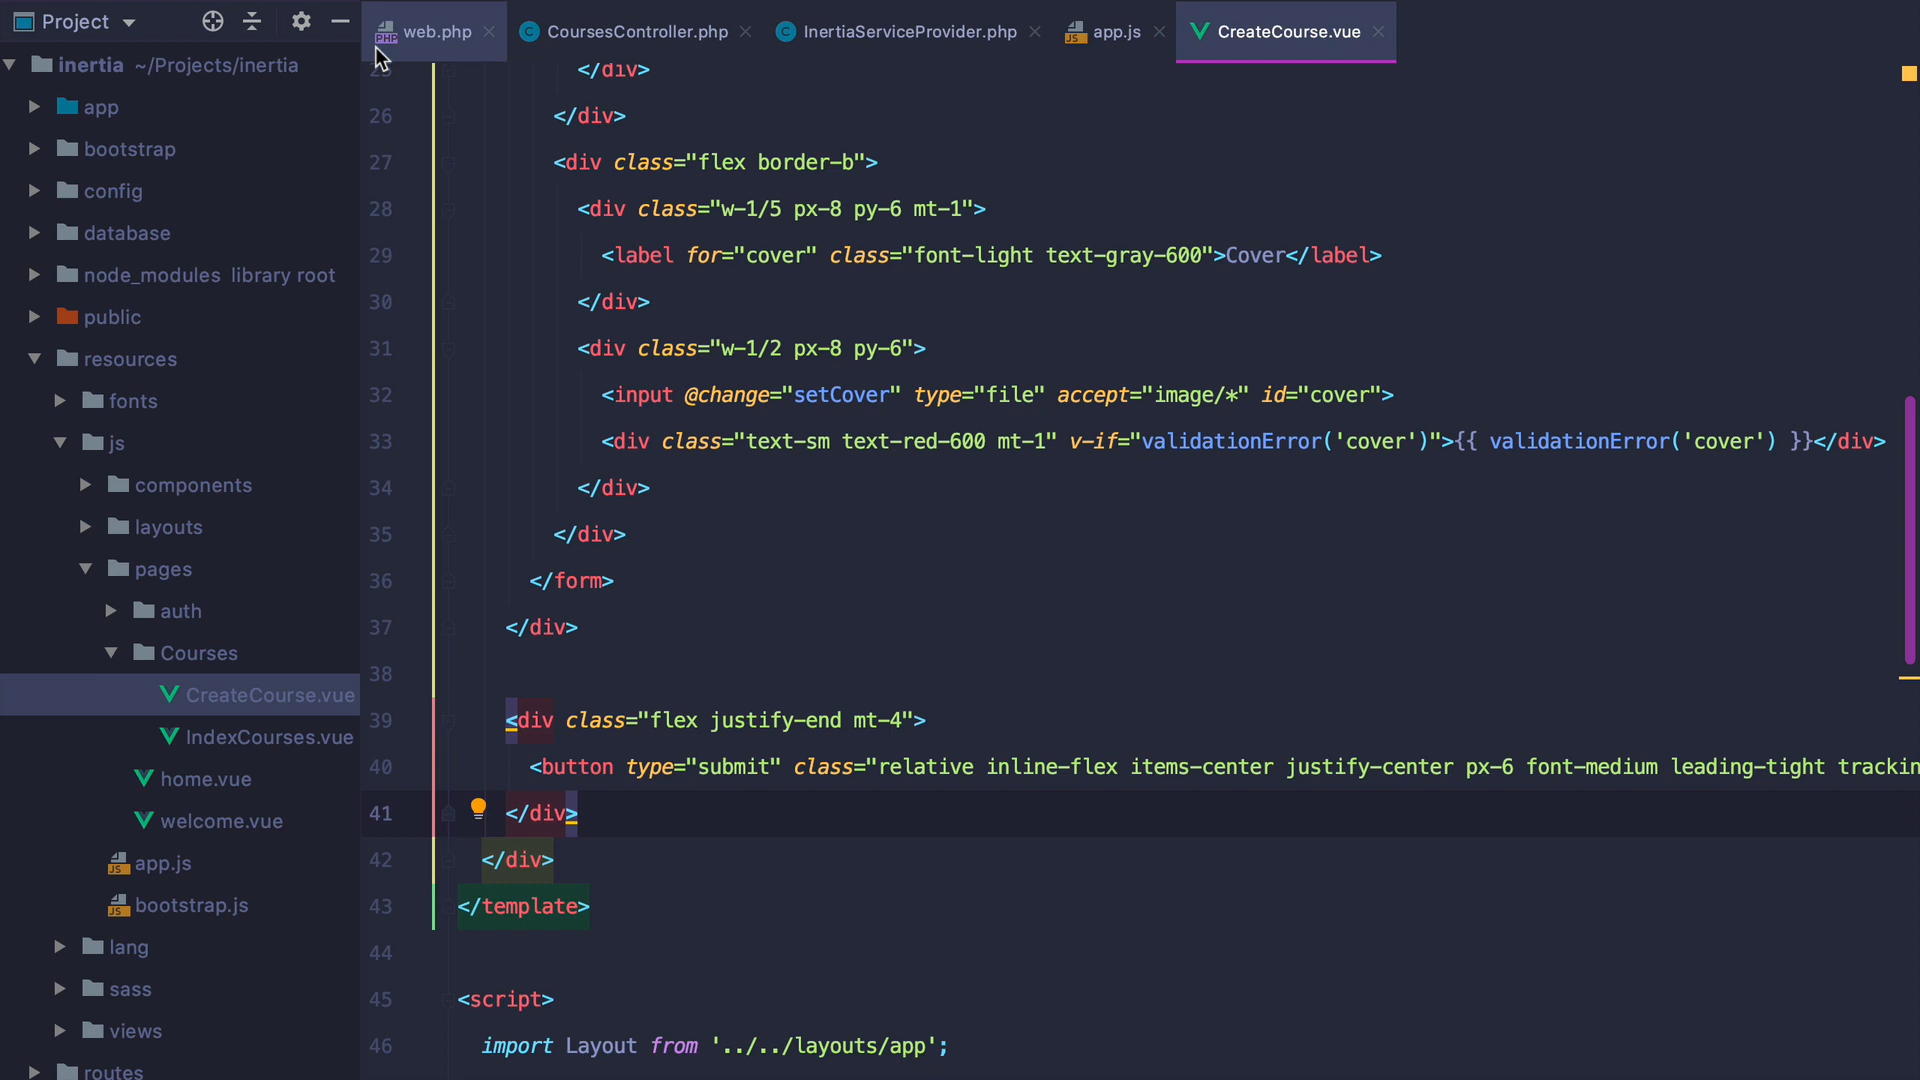 Project
web.php
CoursesController.php
InertiaServiceProvider.php
app.js
CreateCourse.vue
inertia ~/Projects/inertia
app
bootstrap
config
database
node_modules library root
public
resources
fonts
js
components
layouts
pages
auth
Courses
CreateCourse.vue
IndexCourses.vue
home.vue
welcome.vue
app.js
bootstrap.js
lang
sass
views
routes
25 </div>
26 </div>
27 <div class="flex border-b">
28 <div class="w-1/5 px-8 py-6 mt-1">
29 <label for="cover" class="font-light text-gray-600">Cover</label>
30 </div>
31 <div class="w-1/2 px-8 py-6">
32 <input @change="setCover" type="file" accept="image/*" id="cover">
33 <div class="text-sm text-red-600 mt-1" v-if="validationError('cover')">{{ validationError('cover') }}</div>
34 </div>
35 </div>
36 </form>
37 </div>
38
39 <div class="flex justify-end mt-4">
40 <button type="submit" class="relative inline-flex items-center justify-center px-6 font-medium leading-tight trackin
41 </div>
42 </div>
43 </template>
44
45 <script>
46 import Layout from '../../layouts/app';